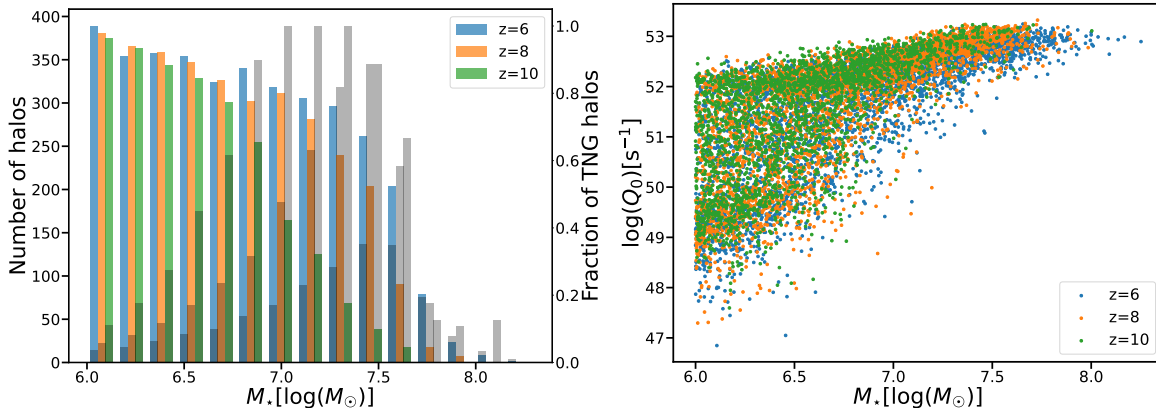 400
350
300
250
200
150
100
50
0
Number of halos
6.0 6.5 7.0 7.5 8.0
M⋆[log(M⊙)]
1.0
0.8
0.6
0.4
0.2
0.0
Fraction of TNG halos
z=6
z=8
z=10
53
52
51
50
49
48
47
log(Q₀)[s⁻¹]
6.0 6.5 7.0 7.5 8.0
M⋆[log(M⊙)]
z=6
z=8
z=10